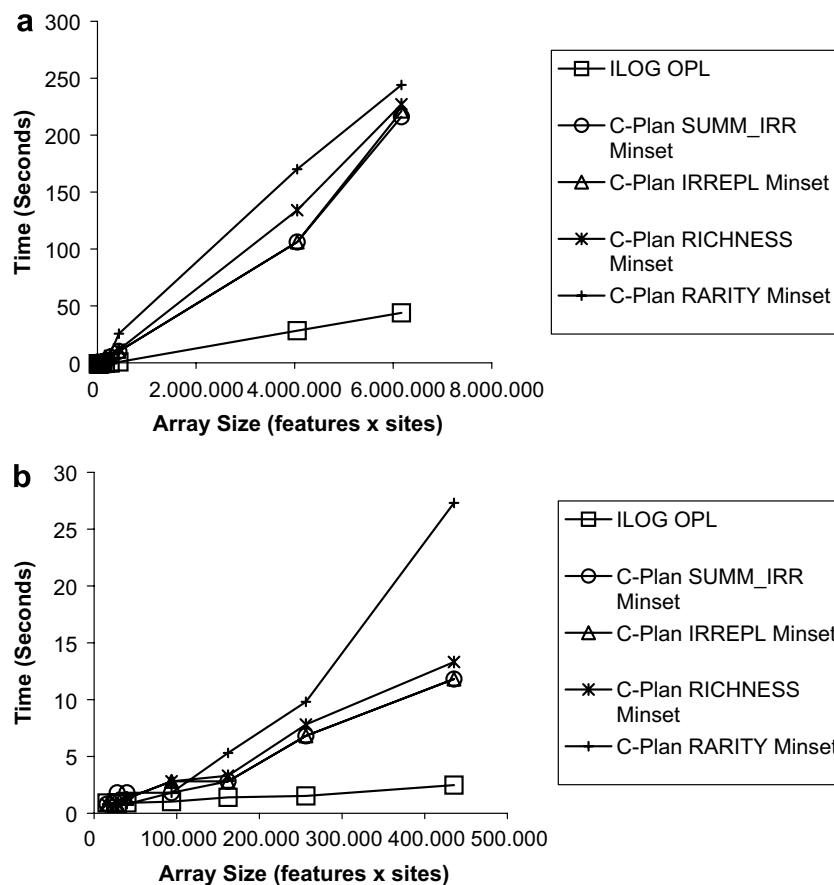 a
300
250
200
150
100
50
0
Time (Seconds)
0 2.000.000 4.000.000 6.000.000 8.000.000
Array Size (features x sites)
ILOG OPL
C-Plan SUMM_IRR
Minset
C-Plan IRREPL Minset
C-Plan RICHNESS
Minset
C-Plan RARITY Minset
b
30
25
20
15
10
5
0
Time (Seconds)
0 100.000 200.000 300.000 400.000 500.000
Array Size (features x sites)
ILOG OPL
C-Plan SUMM_IRR
Minset
C-Plan IRREPL Minset
C-Plan RICHNESS
Minset
C-Plan RARITY Minset